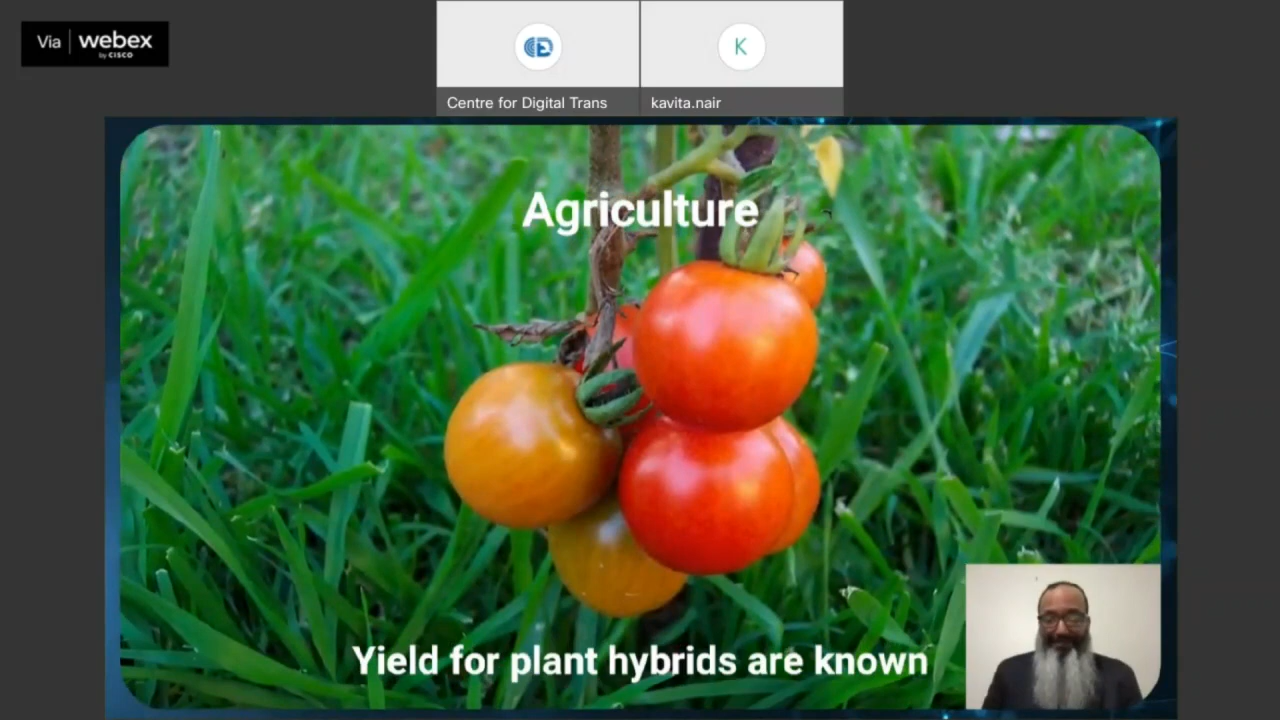 Via webex
by CISCO
K
Centre for Digital Trans
kavita.nair
Agriculture
Yield for plant hybrids are known